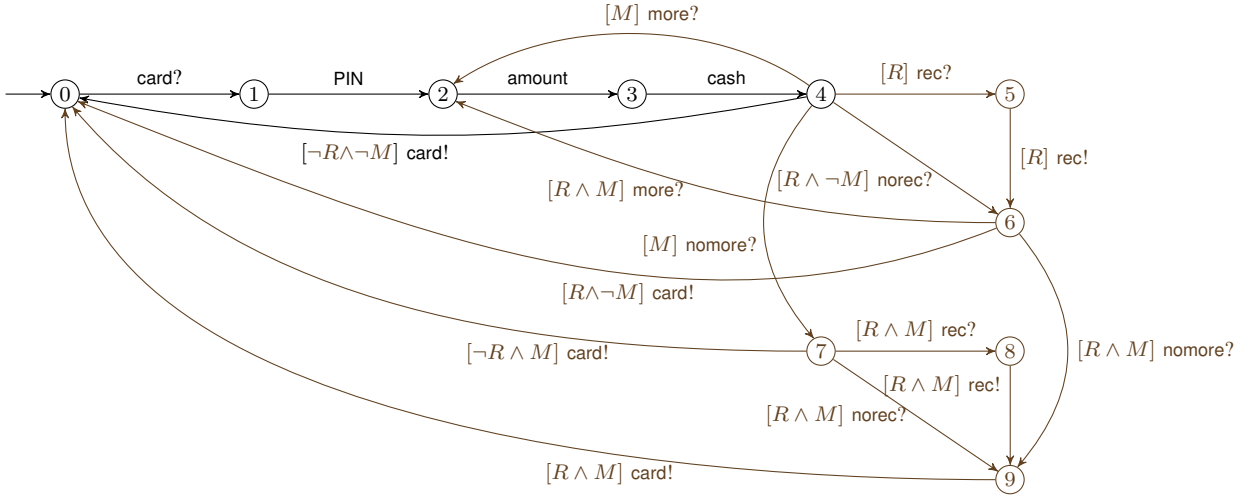 [M] more?
card?
PIN
amount
cash
[R] rec?
0
1
2
3
4
5
[¬R∧¬M] card!
[R ∧ M] more?
[R ∧ ¬M] norec?
[R] rec!
6
[M] nomore?
[R∧¬M] card!
[¬R ∧ M] card!
7
[R ∧ M] rec?
8
[R ∧ M] nomore?
[R ∧ M] rec!
[R ∧ M] norec?
[R ∧ M] card!
9